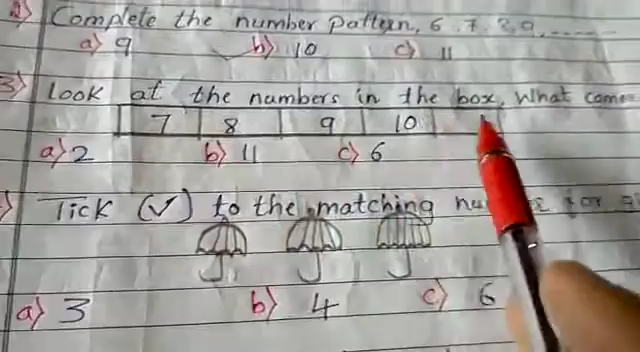 Complete the number pattern, 6, 7, 8, 9,......
a) 9 b) 10 c) 11
3) Look at the numbers in the box. What come
7 8 9 10
a) 2 b) 11 c) 6
Tick (✓) to the matching for
a) 3 b) 4 c) 6